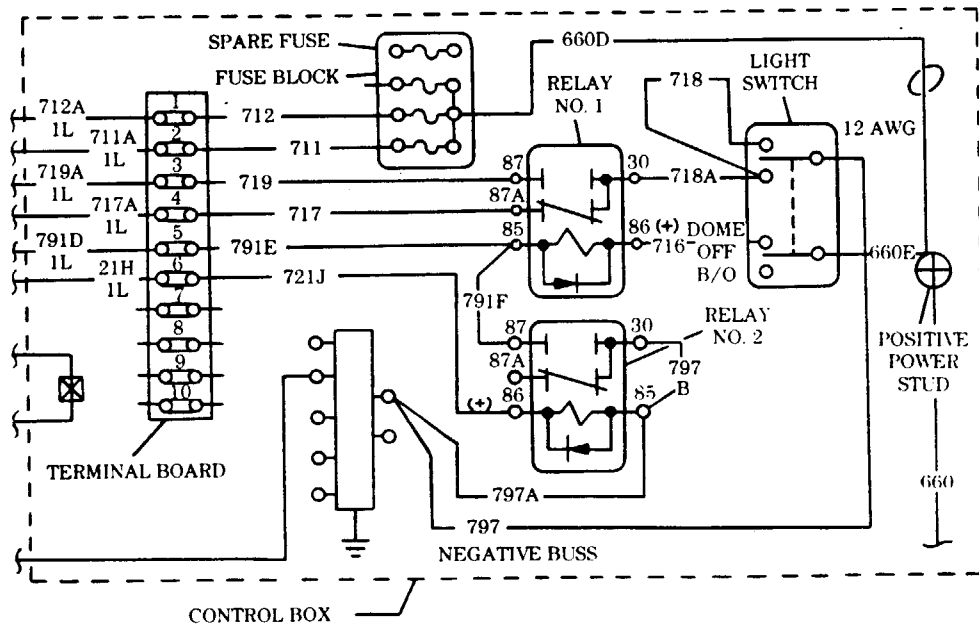 SPARE FUSE
FUSE BLOCK
660D
LIGHT
SWITCH
RELAY
NO. 1
718
12 AWG
712A
1L
1
712
711A
1L
2
711
719A
1L
3
719
87
30
718A
717A
1L
4
717
87A
791D
1L
5
791E
85
86 (+)
716
DOME
OFF
B/O
660E
21H
1L
6
721J
7
791F
RELAY
NO. 2
POSITIVE
POWER
STUD
8
87
30
797
B
9
87A
10
(+)
86
85
TERMINAL BOARD
797A
797
660
NEGATIVE BUSS
CONTROL BOX